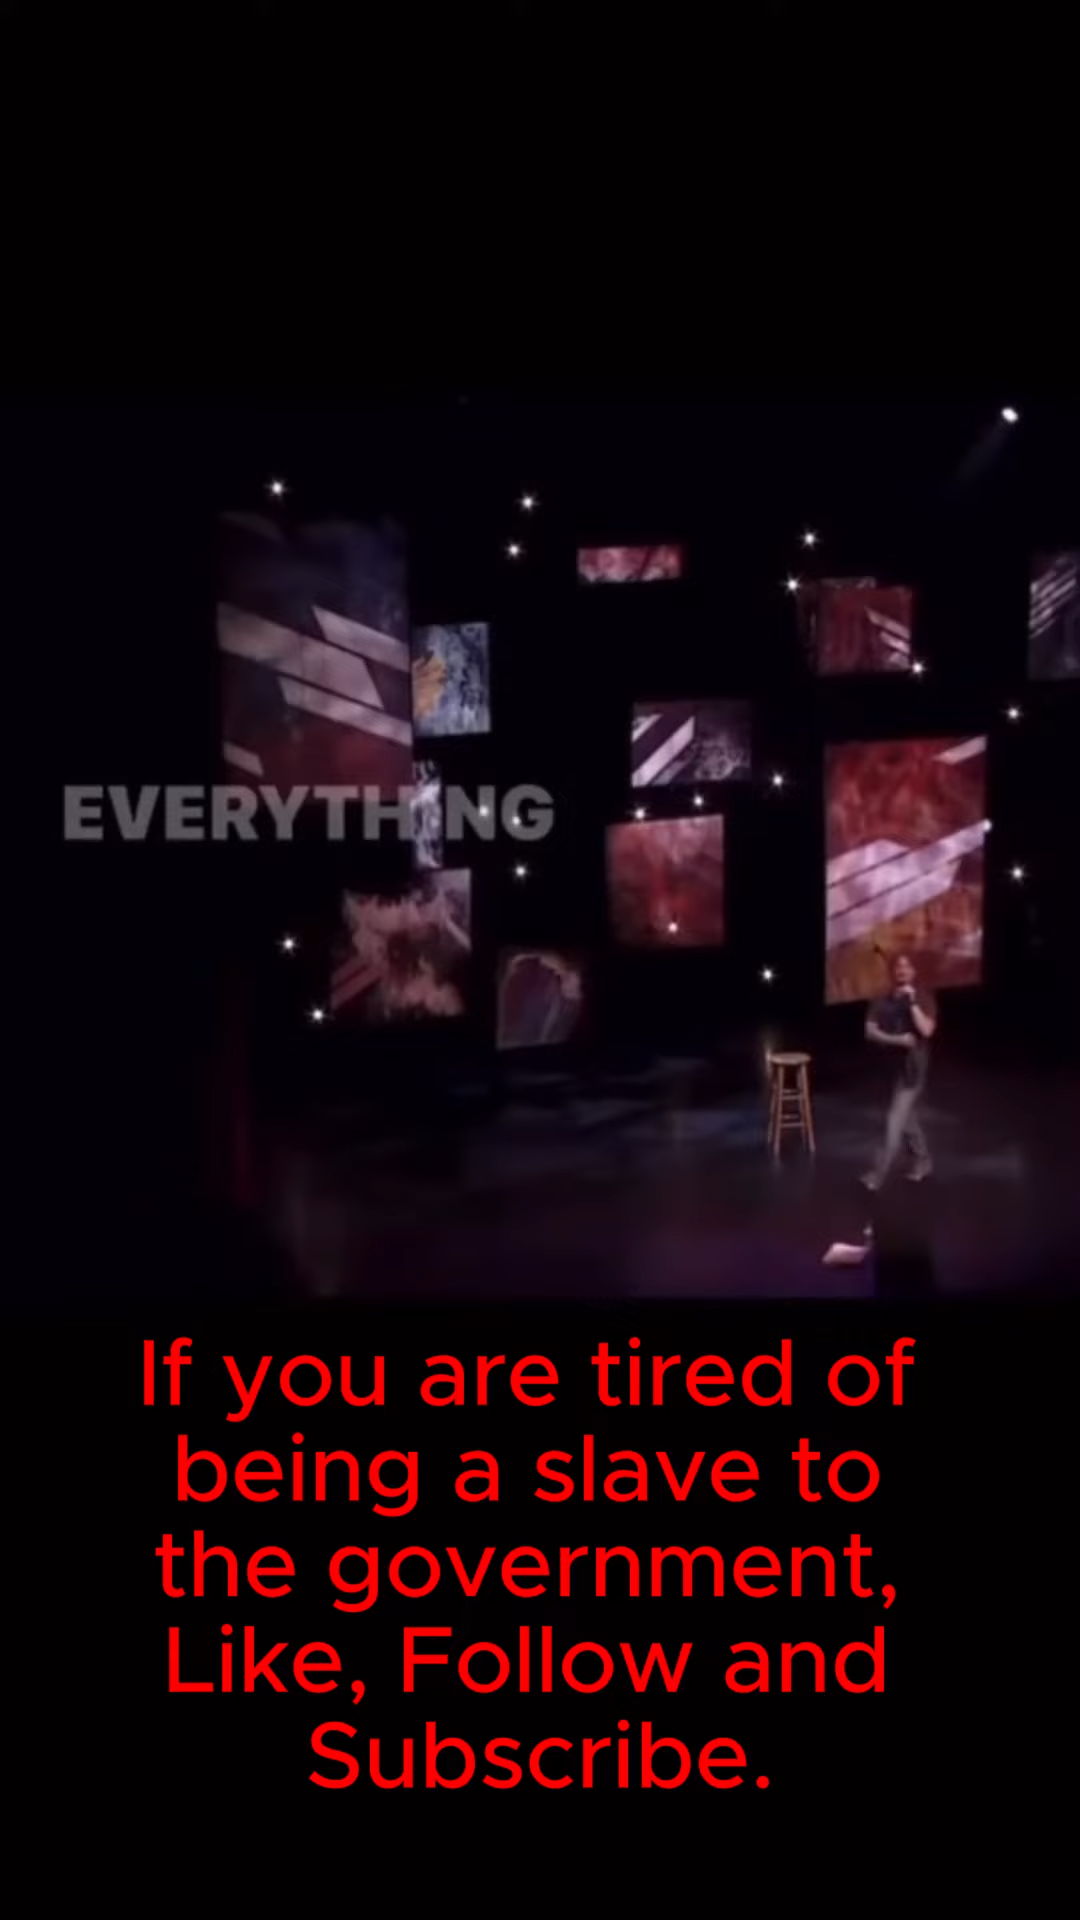 EVERYTHING
If you are tired of
being a slave to
the government,
Like, Follow and
Subscribe.